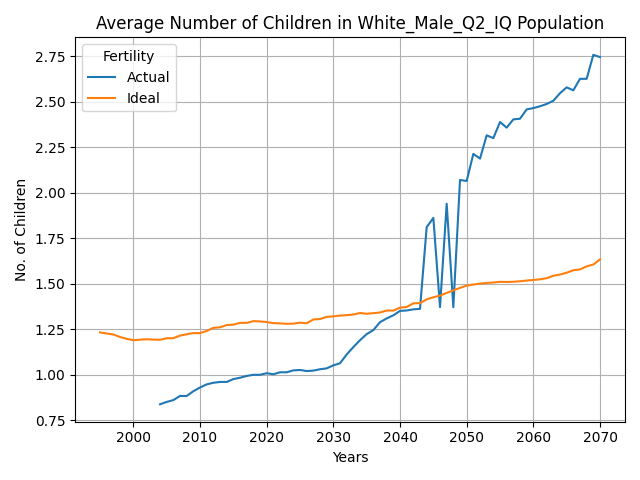 Average Number of Children in White_Male_Q2_IQ Population
Fertility
Actual
Ideal
No. of Children
2.75
2.50
2.25
2.00
1.75
1.50
1.25
1.00
0.75
2000 2010 2020 2030 2040 2050 2060 2070
Years